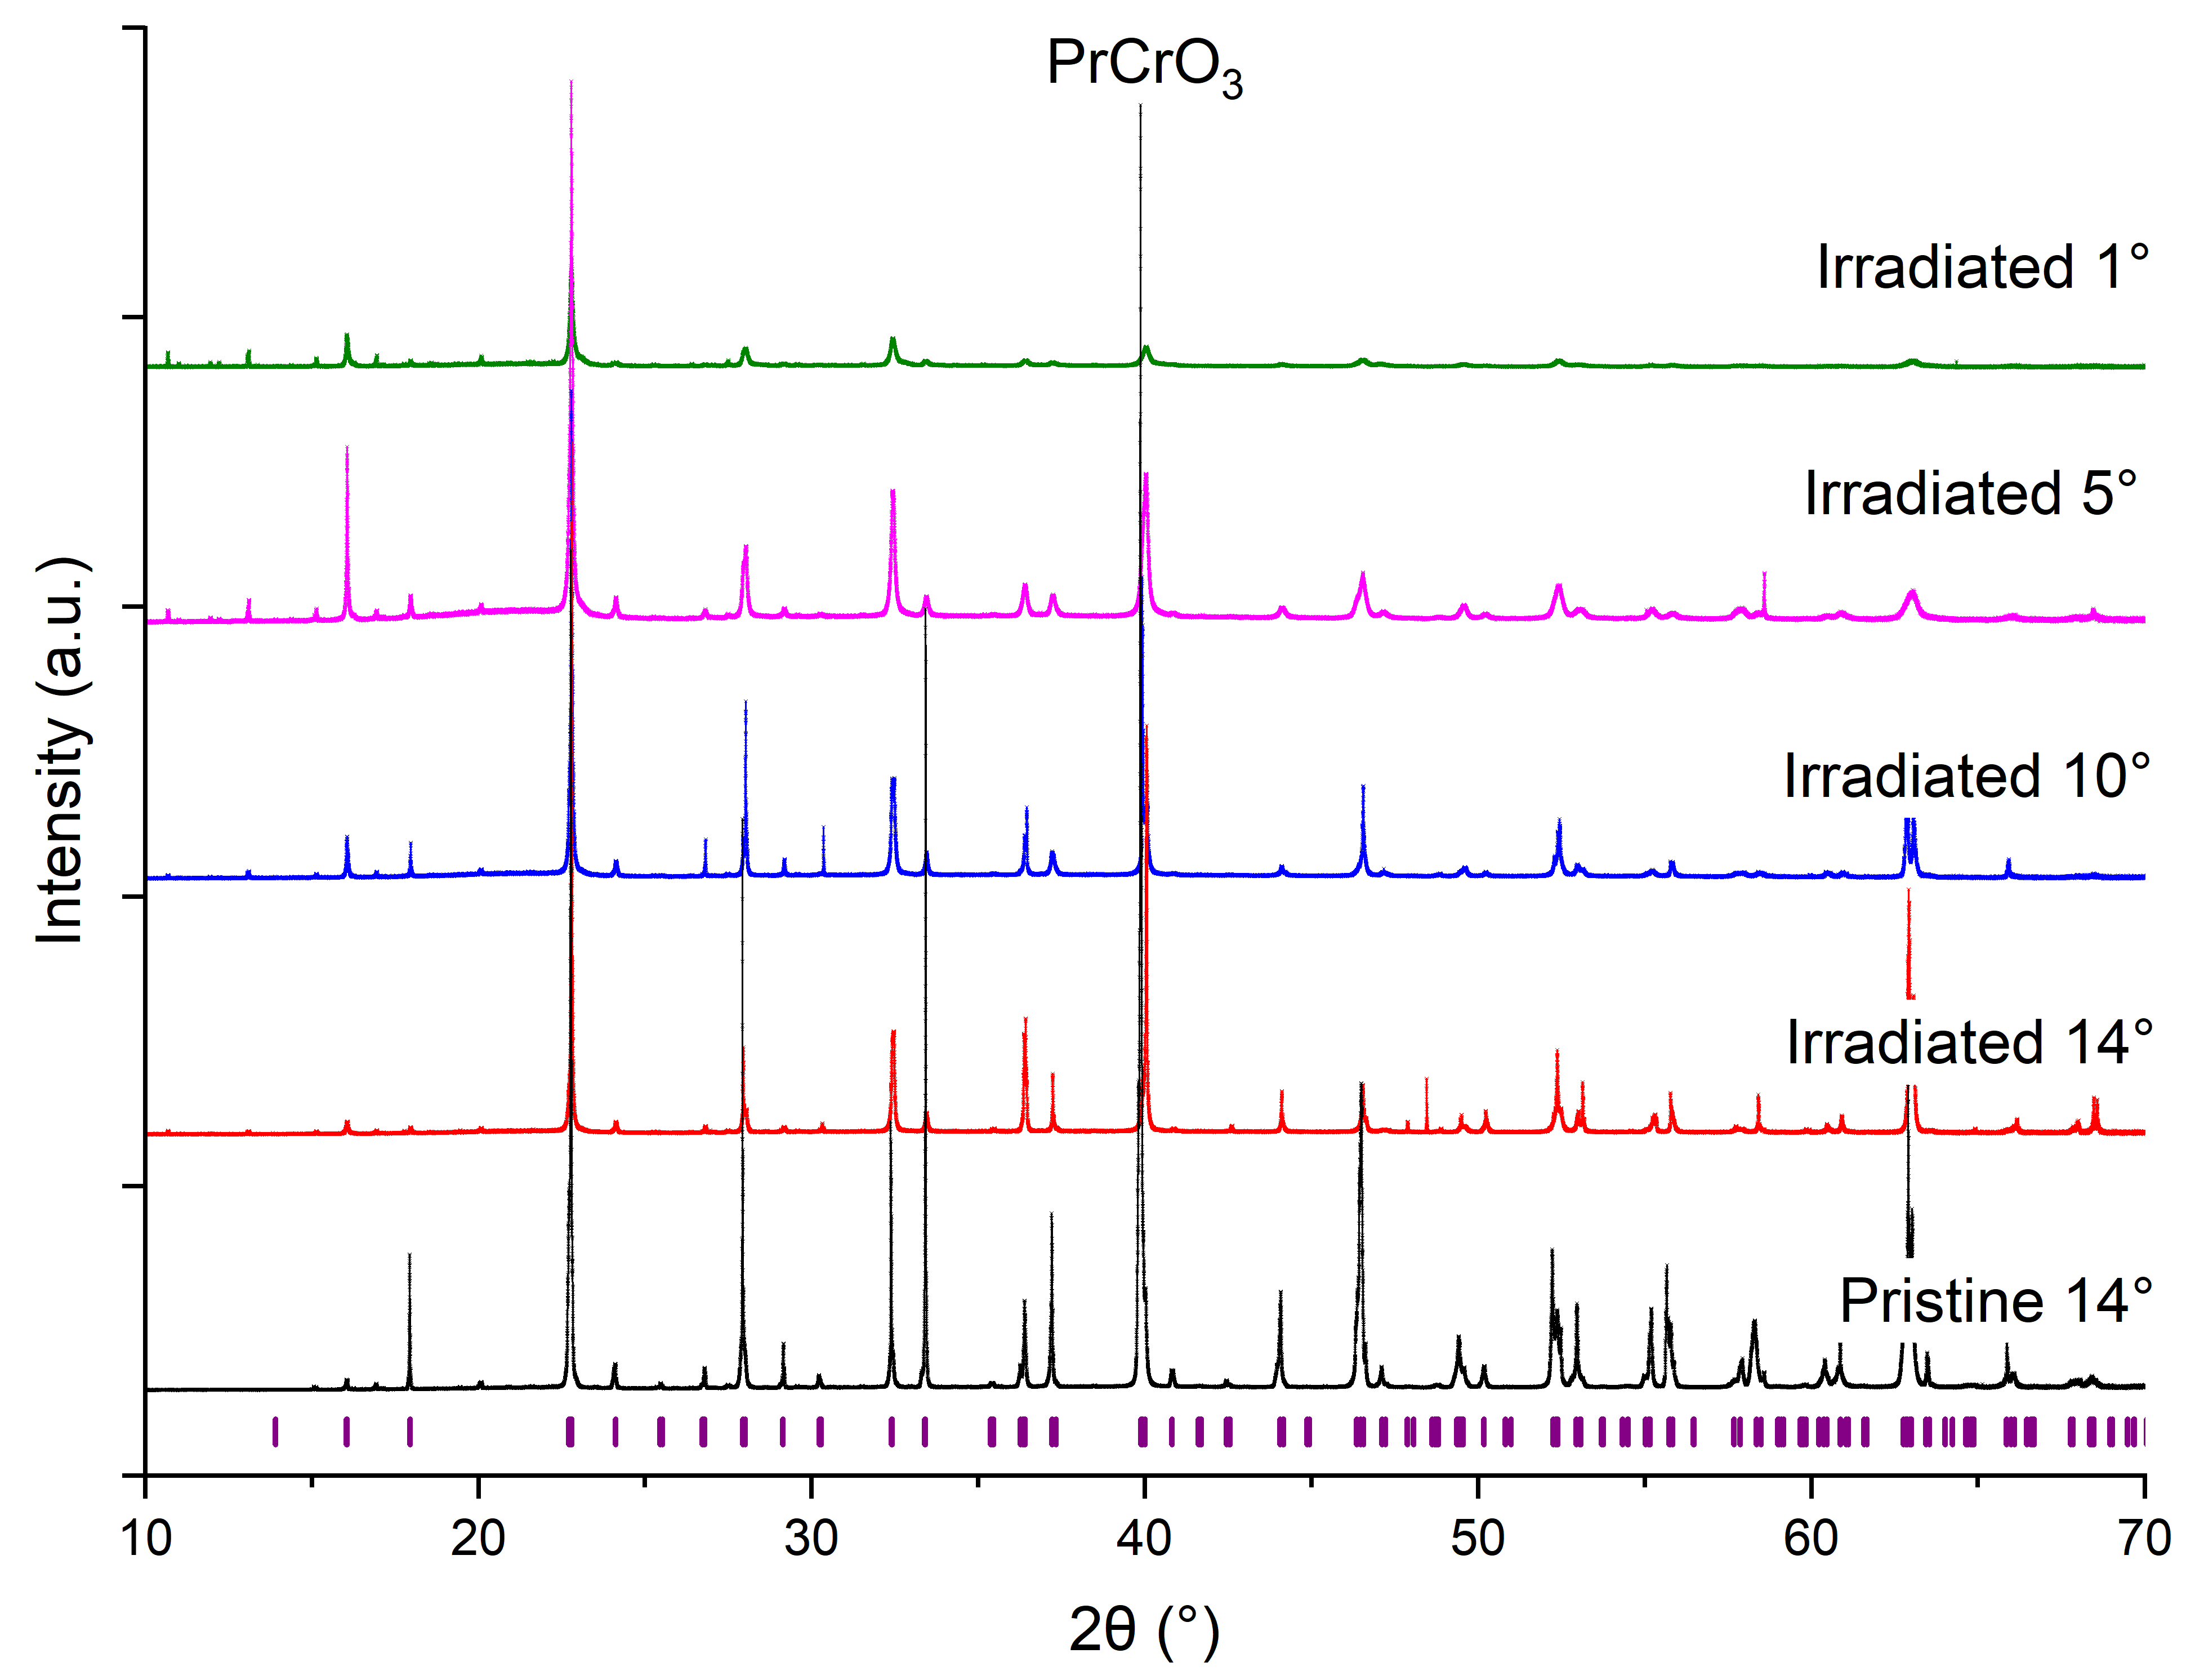 PrCrO₃
Irradiated 1°
Irradiated 5°
Irradiated 10°
Irradiated 14°
Pristine 14°
Intensity (a.u.)
10 20 30 40 50 60 70
2θ (°)